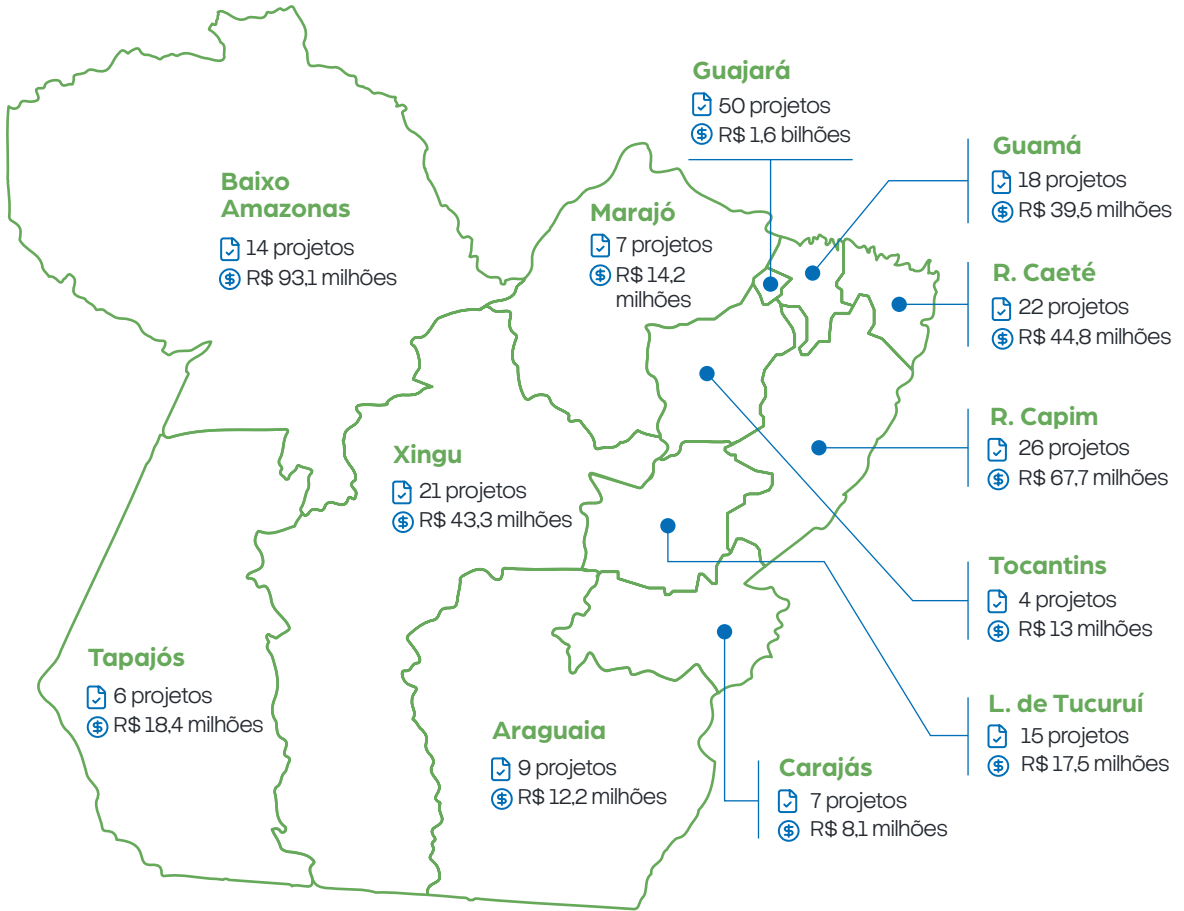 Guajará
50 projetos
R$ 1,6 bilhões
Guamá
18 projetos
R$ 39,5 milhões
Baixo
Amazonas
14 projetos
R$ 93,1 milhões
Marajó
7 projetos
R$ 14,2
milhões
R. Caeté
22 projetos
R$ 44,8 milhões
R. Capim
26 projetos
R$ 67,7 milhões
Xingu
21 projetos
R$ 43,3 milhões
Tocantins
4 projetos
R$ 13 milhões
Tapajós
6 projetos
R$ 18,4 milhões
L. de Tucuruí
15 projetos
R$ 17,5 milhões
Araguaia
9 projetos
R$ 12,2 milhões
Carajás
7 projetos
R$ 8,1 milhões